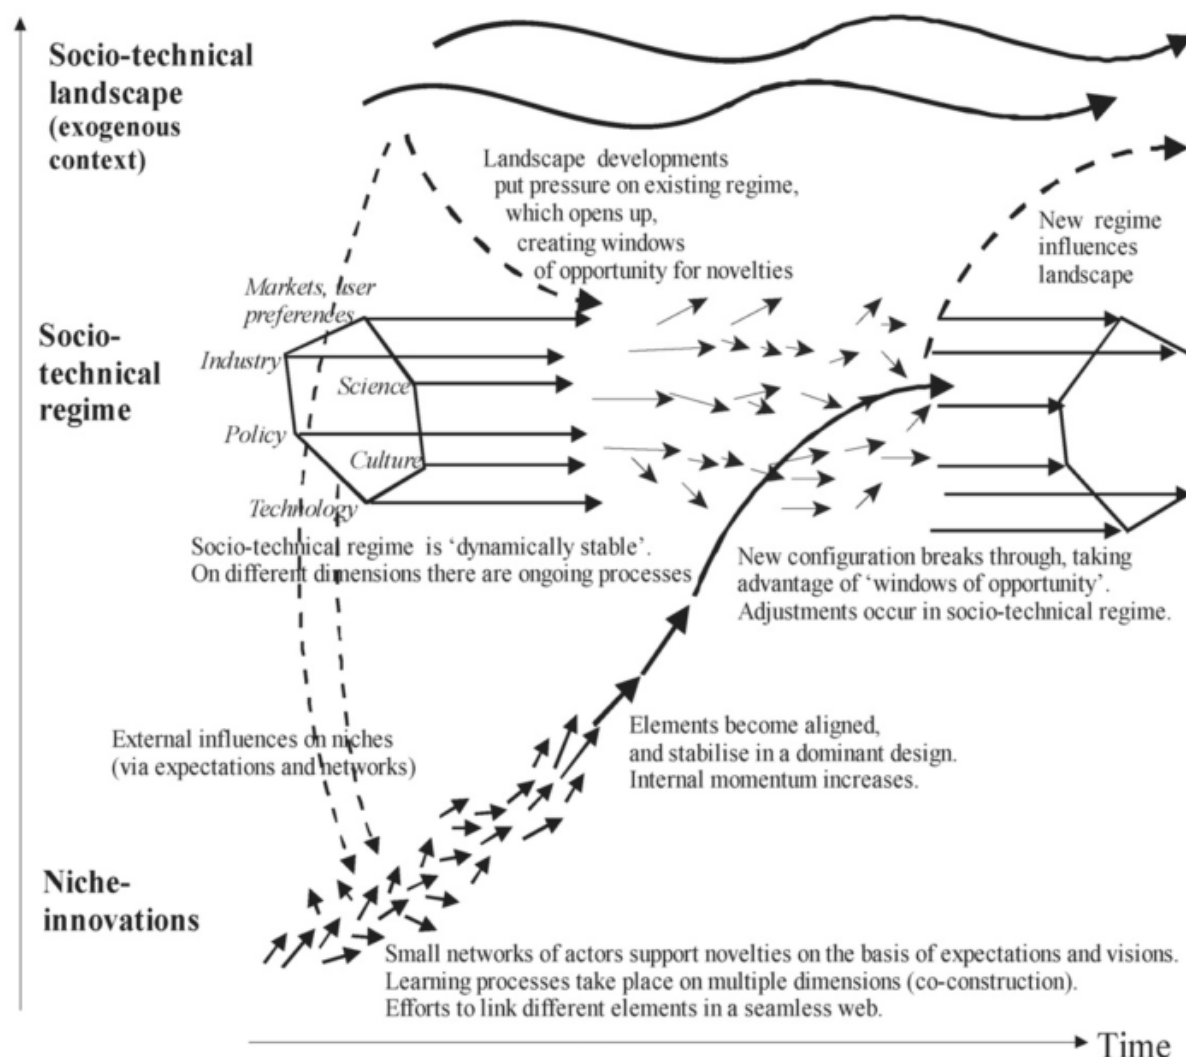 Socio-technical
landscape
(exogenous
context)
Landscape developments
put pressure on existing regime,
which opens up,
creating windows
of opportunity for novelties
New regime
influences
landscape
Markets, user
preferences
Socio-
technical
regime
Industry
Science
Policy
Culture
Technology
Socio-technical regime is ‘dynamically stable’.
On different dimensions there are ongoing processes
New configuration breaks through, taking
advantage of ‘windows of opportunity’.
Adjustments occur in socio-technical regime.
External influences on niches
(via expectations and networks)
Elements become aligned,
and stabilise in a dominant design.
Internal momentum increases.
Niche-
innovations
Small networks of actors support novelties on the basis of expectations and visions.
Learning processes take place on multiple dimensions (co-construction).
Efforts to link different elements in a seamless web.
Time